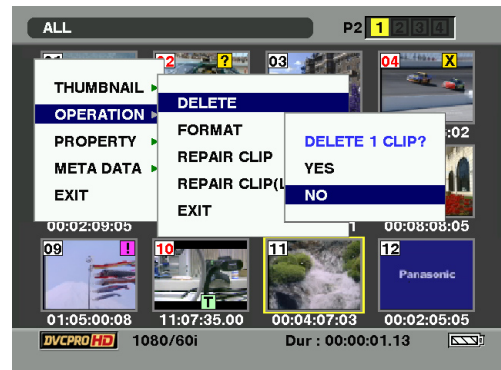 ALL P2 1 2 3 4
01 02 ? 03 04 X
THUMBNAIL
OPERATION
PROPERTY
META DATA
EXIT
DELETE
FORMAT
REPAIR CLIP
REPAIR CLIP(
EXIT
DELETE 1 CLIP?
YES
NO
:02
00:02:09:05 1 00:08:08:05
09 ! 10 11 12
T
Panasonic
01:05:00:08 11:07:35.00 00:04:07:03 00:02:05:05
DVCPRO HD 1080/60i Dur : 00:00:01.13